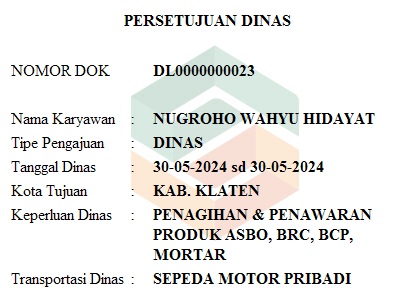 PERSETUJUAN DINAS
NOMOR DOK DL0000000023
Nama Karyawan : NUGROHO WAHYU HIDAYAT
Tipe Pengajuan : DINAS
Tanggal Dinas : 30-05-2024 sd 30-05-2024
Kota Tujuan : KAB. KLATEN
Keperluan Dinas : PENAGIHAN & PENAWARAN
PRODUK ASBO, BRC, BCP,
MORTAR
Transportasi Dinas : SEPEDA MOTOR PRIBADI